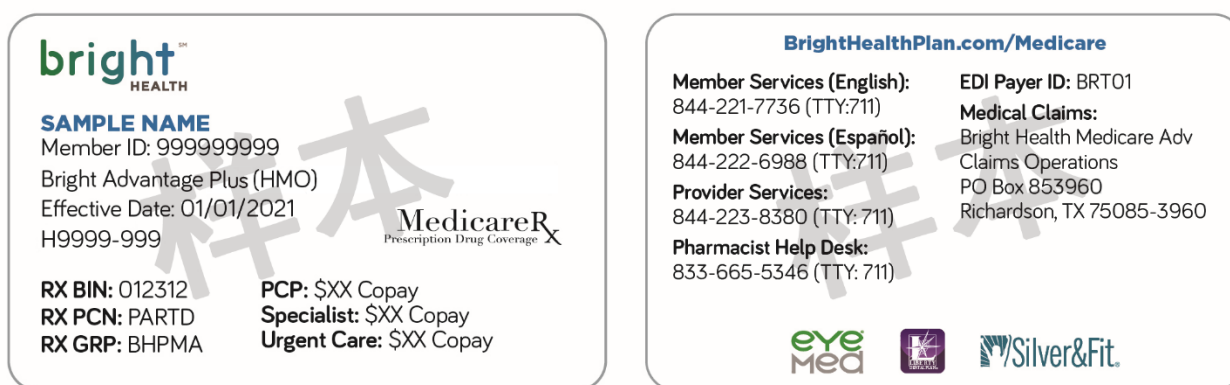 bright℠
HEALTH
SAMPLE NAME
Member ID: 999999999
Bright Advantage Plus (HMO)
Effective Date: 01/01/2021
H9999-999
MedicareRx
Prescription Drug Coverage
RX BIN: 012312
RX PCN: PARTD
RX GRP: BHPMA
PCP: $XX Copay
Specialist: $XX Copay
Urgent Care: $XX Copay
样本
BrightHealthPlan.com/Medicare
Member Services (English):
844-221-7736 (TTY:711)
Member Services (Español):
844-222-6988 (TTY:711)
Provider Services:
844-223-8380 (TTY: 711)
Pharmacist Help Desk:
833-665-5346 (TTY: 711)
EDI Payer ID: BRT01
Medical Claims:
Bright Health Medicare Adv
Claims Operations
PO Box 853960
Richardson, TX 75085-3960
样本
eye
Med
L
LIBERTY
DENTAL PLAN
Silver&Fit.